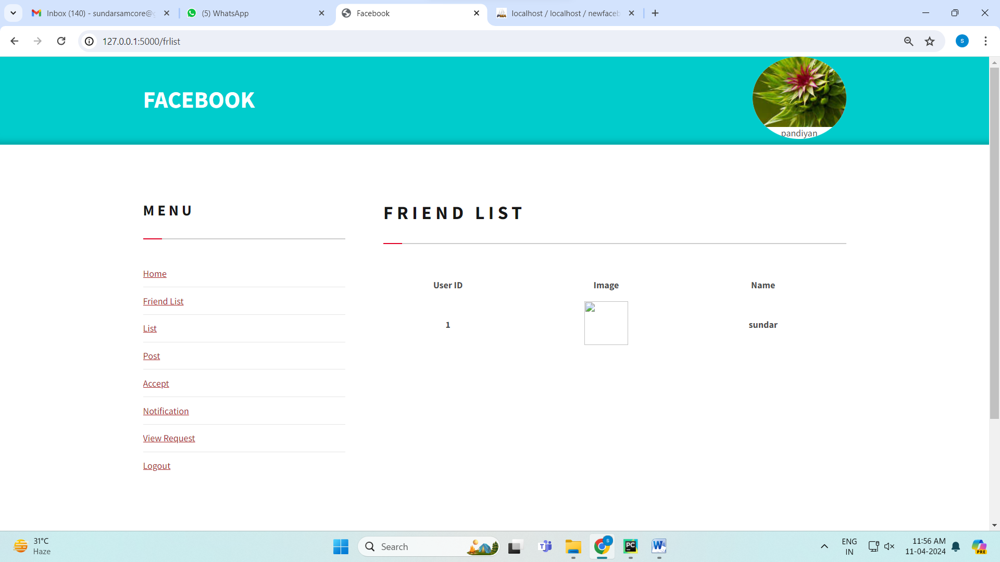 Inbox (140) - sundarsamcore@g
(5) WhatsApp
Facebook
localhost / localhost / newfaceb
127.0.0.1:5000/frlist
s
FACEBOOK
pandiyan
MENU
FRIEND LIST
Home
Friend List
List
Post
Accept
Notification
View Request
Logout
User ID Image Name
1 sundar
31°C
Haze
Search
ENG
IN
11:56 AM
11-04-2024
PRE